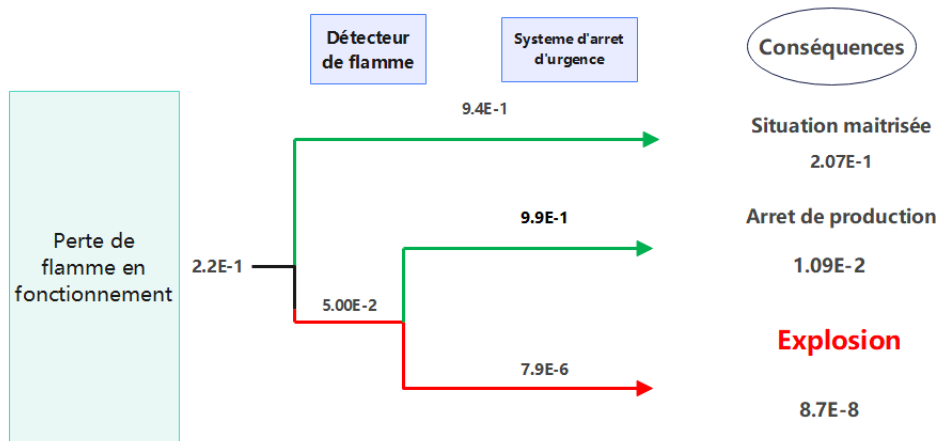 Détecteur
de flamme
Systeme d'arret
d'urgence
Conséquences
9.4E-1
Situation maitrisée
2.07E-1
9.9E-1
Arret de production
1.09E-2
Perte de
flamme en
fonctionnement
2.2E-1
5.00E-2
Explosion
7.9E-6
8.7E-8